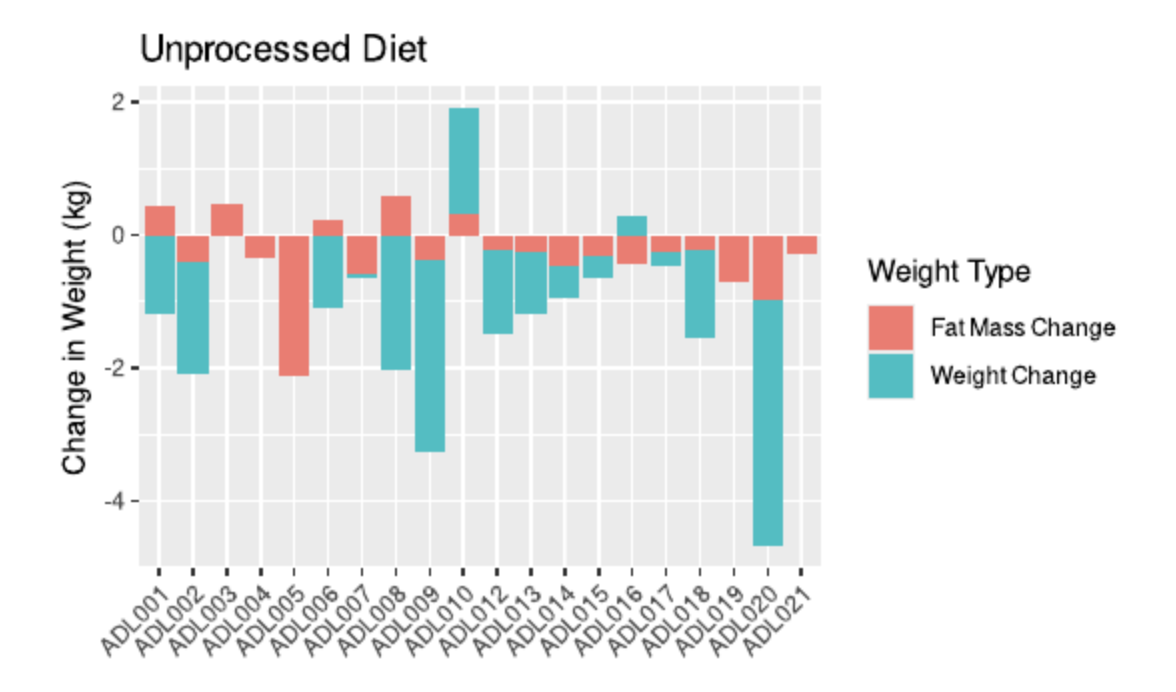 Unprocessed Diet
Change in Weight (kg)
2
0
-2
-4
ADL001
ADL002
ADL003
ADL004
ADL005
ADL006
ADL007
ADL008
ADL009
ADL010
ADL012
ADL013
ADL014
ADL015
ADL016
ADL017
ADL018
ADL019
ADL020
ADL021
Weight Type
Fat Mass Change
Weight Change